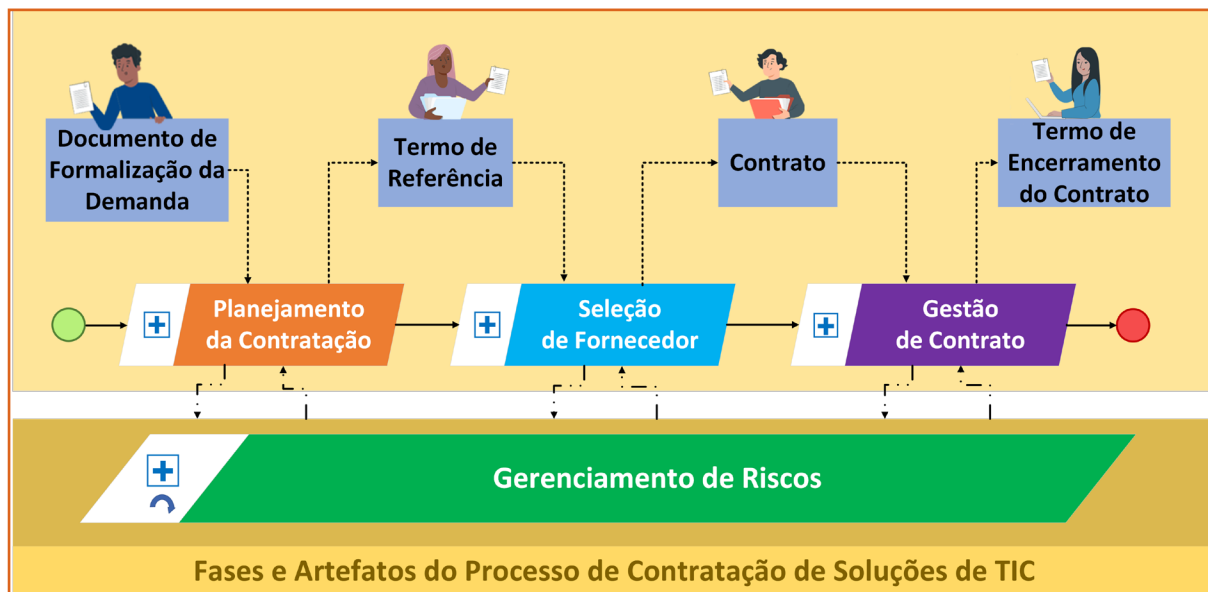 Documento de
Formalização da
Demanda
Termo de
Referência
Contrato
Termo de
Encerramento
do Contrato
Planejamento
da Contratação
Seleção
de Fornecedor
Gestão
de Contrato
Gerenciamento de Riscos
Fases e Artefatos do Processo de Contratação de Soluções de TIC